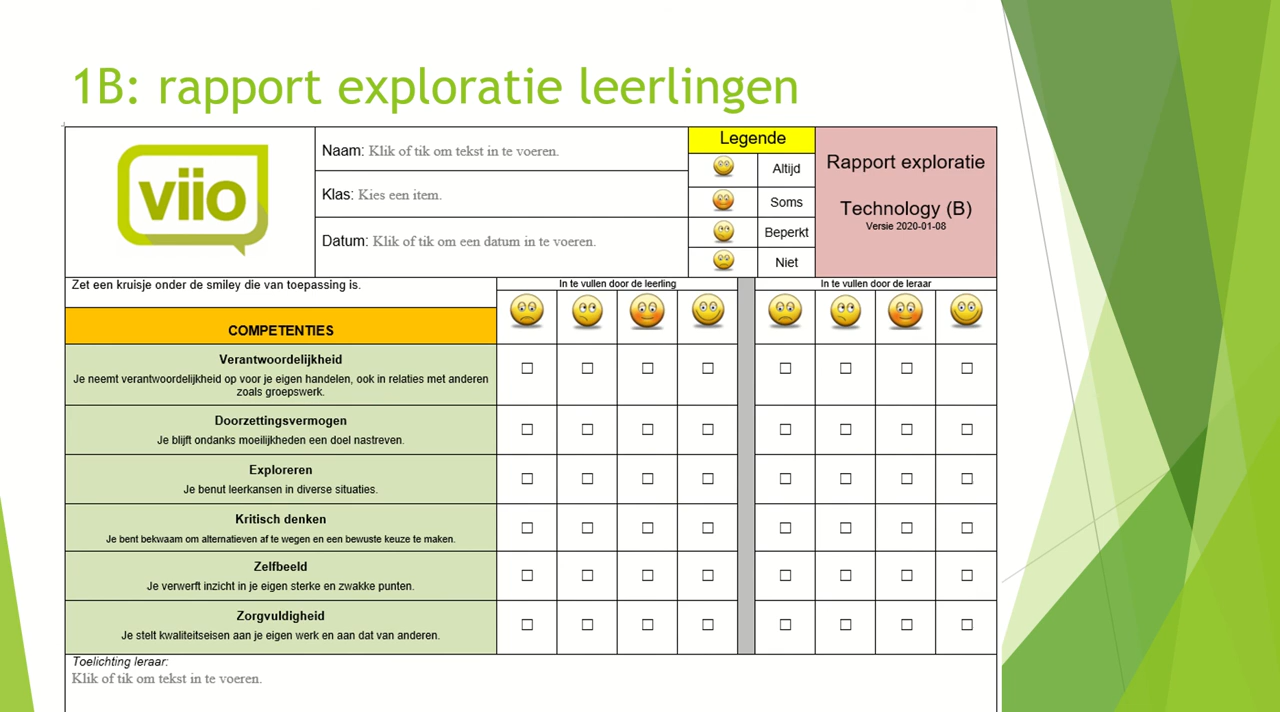 1B: rapport exploratie leerlingen
viio
Naam: Klik of tik om tekst in te voeren.
Klas: Kies een item.
Datum: Klik of tik om een datum in te voeren.
Legende
Altijd
Soms
Beperkt
Niet
Rapport exploratie
Technology (B)
Versie 2020-01-08
Zet een kruisje onder de smiley die van toepassing is.
In te vullen door de leerling
In te vullen door de leraar
COMPETENTIES
Verantwoordelijkheid
Je neemt verantwoordelijkheid op voor je eigen handelen, ook in relaties met anderen
zoals groepswerk.
Doorzettingsvermogen
Je blijft ondanks moeilijkheden een doel nastreven.
Exploreren
Je benut leerkansen in diverse situaties.
Kritisch denken
Je bent bekwaam om alternatieven af te wegen en een bewuste keuze te maken.
Zelfbeeld
Je verwerft inzicht in je eigen sterke en zwakke punten.
Zorgvuldigheid
Je stelt kwaliteitseisen aan je eigen werk en aan dat van anderen.
Toelichting leraar:
Klik of tik om tekst in te voeren.